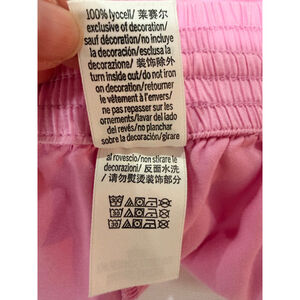 100% lyocell/ 莱赛尔
exclusive of decoration/
sauf décoration/no incluye
la decoración/esclusa la
decorazione/ 装饰除外
turn inside out/ do not iron
on decoration/retourner
le vêtement à l'envers/
ne pas repasser sur les
ornements/lavar del lado
del revés/no planchar
sobre la decoración/girare
al rovescio/non stirare le
decorazioni/ 反面水洗
/ 请勿熨烫装饰部分